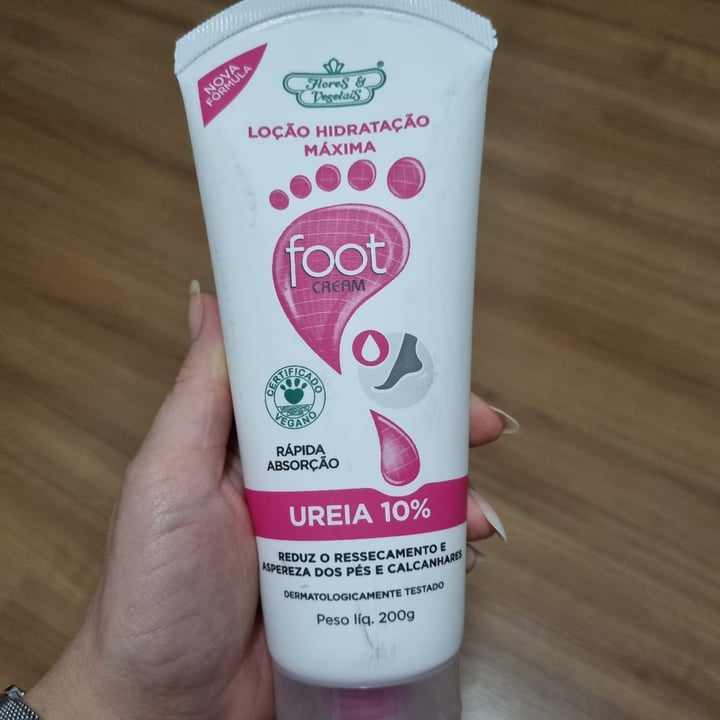 NOVA
FÓRMULA
Flores &
Vegetais
®
LOÇÃO HIDRATAÇÃO
MÁXIMA
foot
CREAM
CERTIFICADO
VEGANO
RÁPIDA
ABSORÇÃO
UREIA 10%
REDUZ O RESSECAMENTO E
ASPEREZA DOS PÉS E CALCANHARES
DERMATOLOGICAMENTE TESTADO
Peso líq. 200g